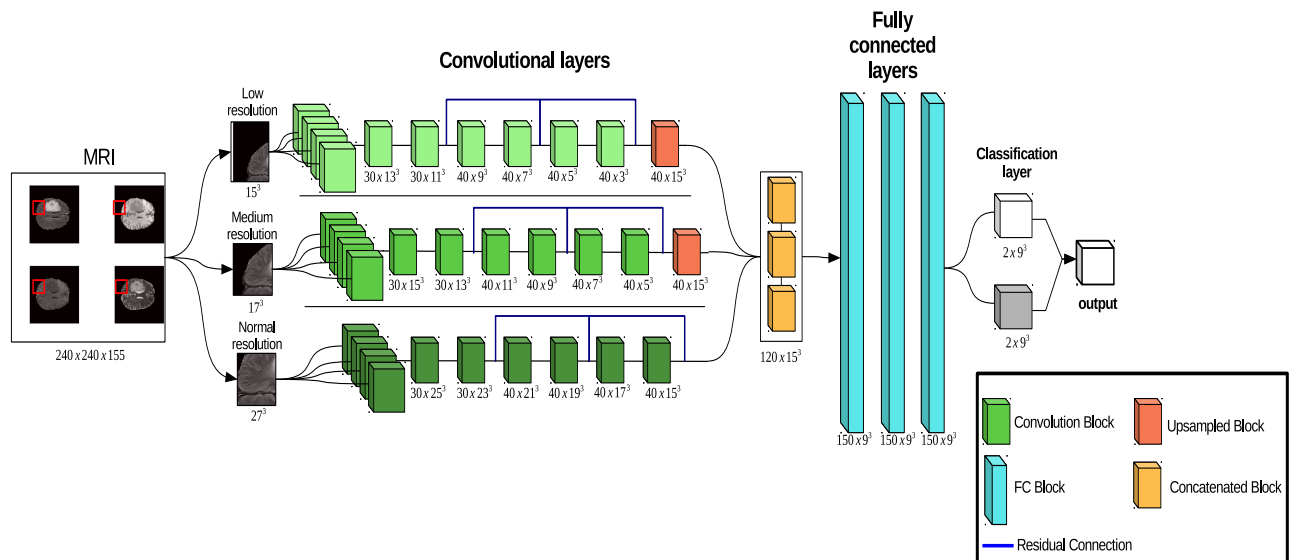 Fully
connected
layers
Convolutional layers
Low
resolution
MRI
15³
30 x 13³ 30 x 11³ 40 x 9³ 40 x 7³ 40 x 5³ 40 x 3³ 40 x 15³
Classification
layer
Medium
resolution
17³
30 x 15³ 30 x 13³ 40 x 11³ 40 x 9³ 40 x 7³ 40 x 5³ 40 x 15³
2 x 9³
2 x 9³
output
Normal
resolution
240 x 240 x 155
27³
30 x 25³ 30 x 23³ 40 x 21³ 40 x 19³ 40 x 17³ 40 x 15³
120 x 15³
150 x 9³ 150 x 9³ 150 x 9³
Convolution Block
Upsampled Block
FC Block
Concatenated Block
Residual Connection